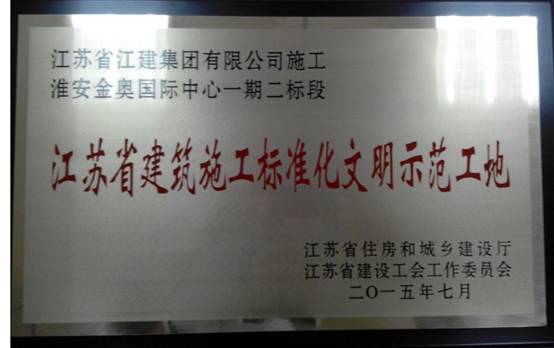 江苏省江建集团有限公司施工
淮安金奥国际中心一期二标段
江苏省建筑施工标准化文明示范工地
江苏省住房和城乡建设厅
江苏省建设工会工作委员会
二〇一五年七月